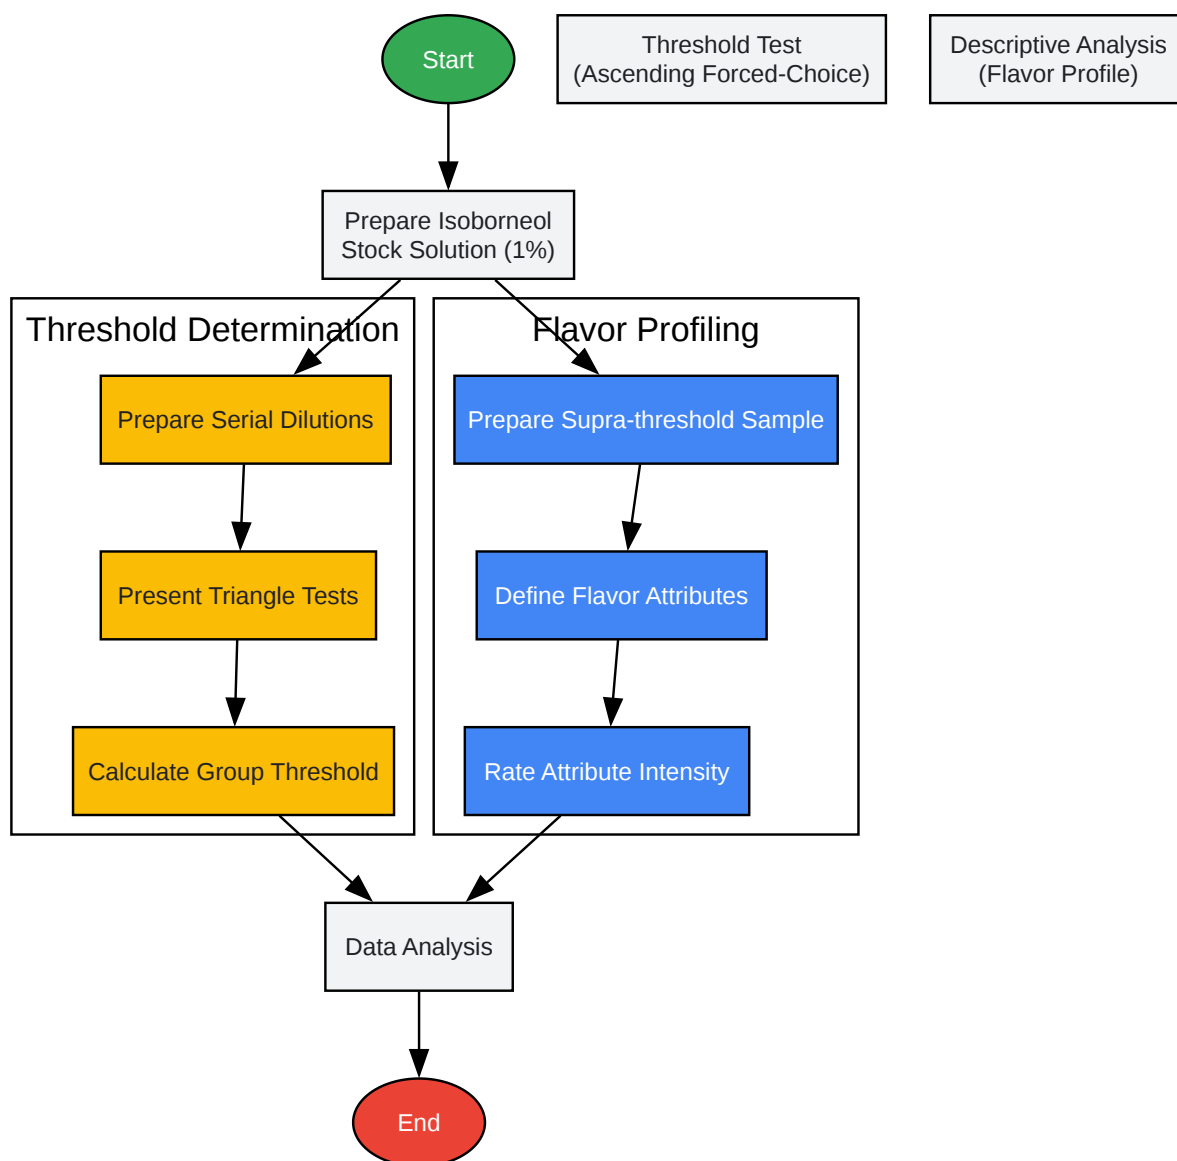 Start
Threshold Test
(Ascending Forced-Choice)
Descriptive Analysis
(Flavor Profile)
Prepare Isoborneol
Stock Solution (1%)
Threshold Determination
Flavor Profiling
Prepare Serial Dilutions
Prepare Supra-threshold Sample
Present Triangle Tests
Define Flavor Attributes
Calculate Group Threshold
Rate Attribute Intensity
Data Analysis
End